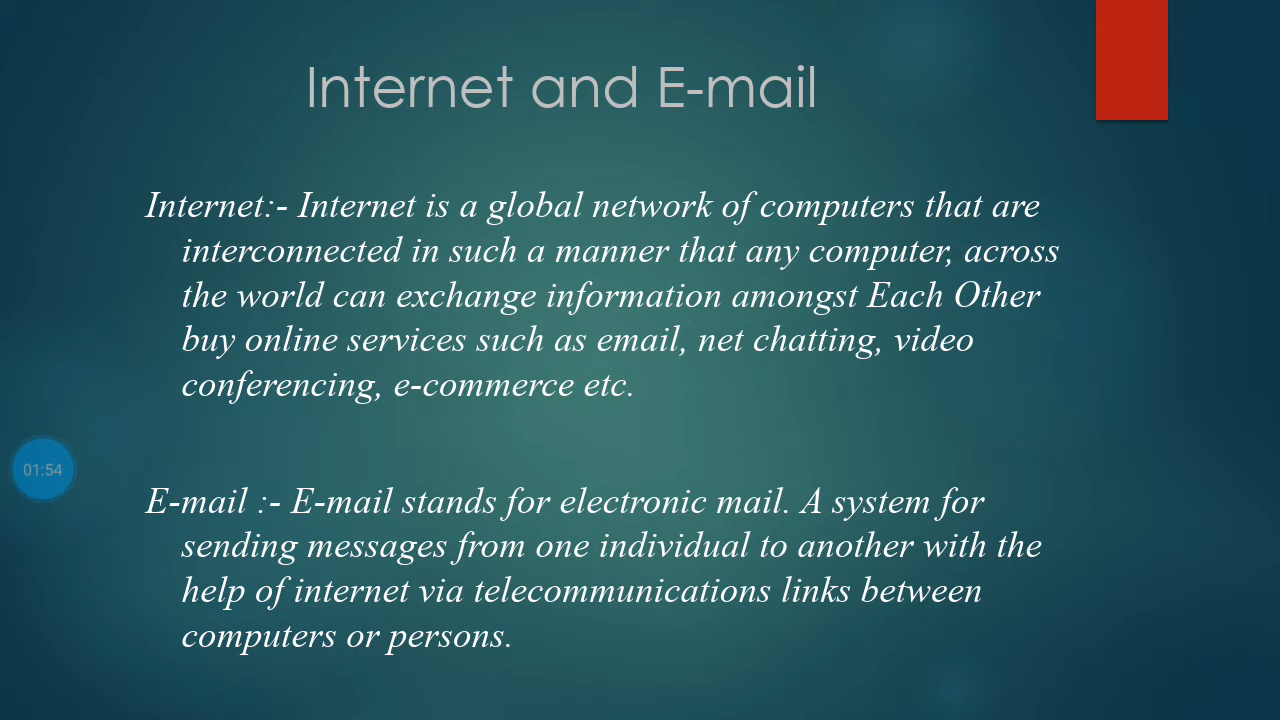 Internet and E-mail
Internet:- Internet is a global network of computers that are
interconnected in such a manner that any computer, across
the world can exchange information amongst Each Other
buy online services such as email, net chatting, video
conferencing, e-commerce etc.
01:54
E-mail :- E-mail stands for electronic mail. A system for
sending messages from one individual to another with the
help of internet via telecommunications links between
computers or persons.